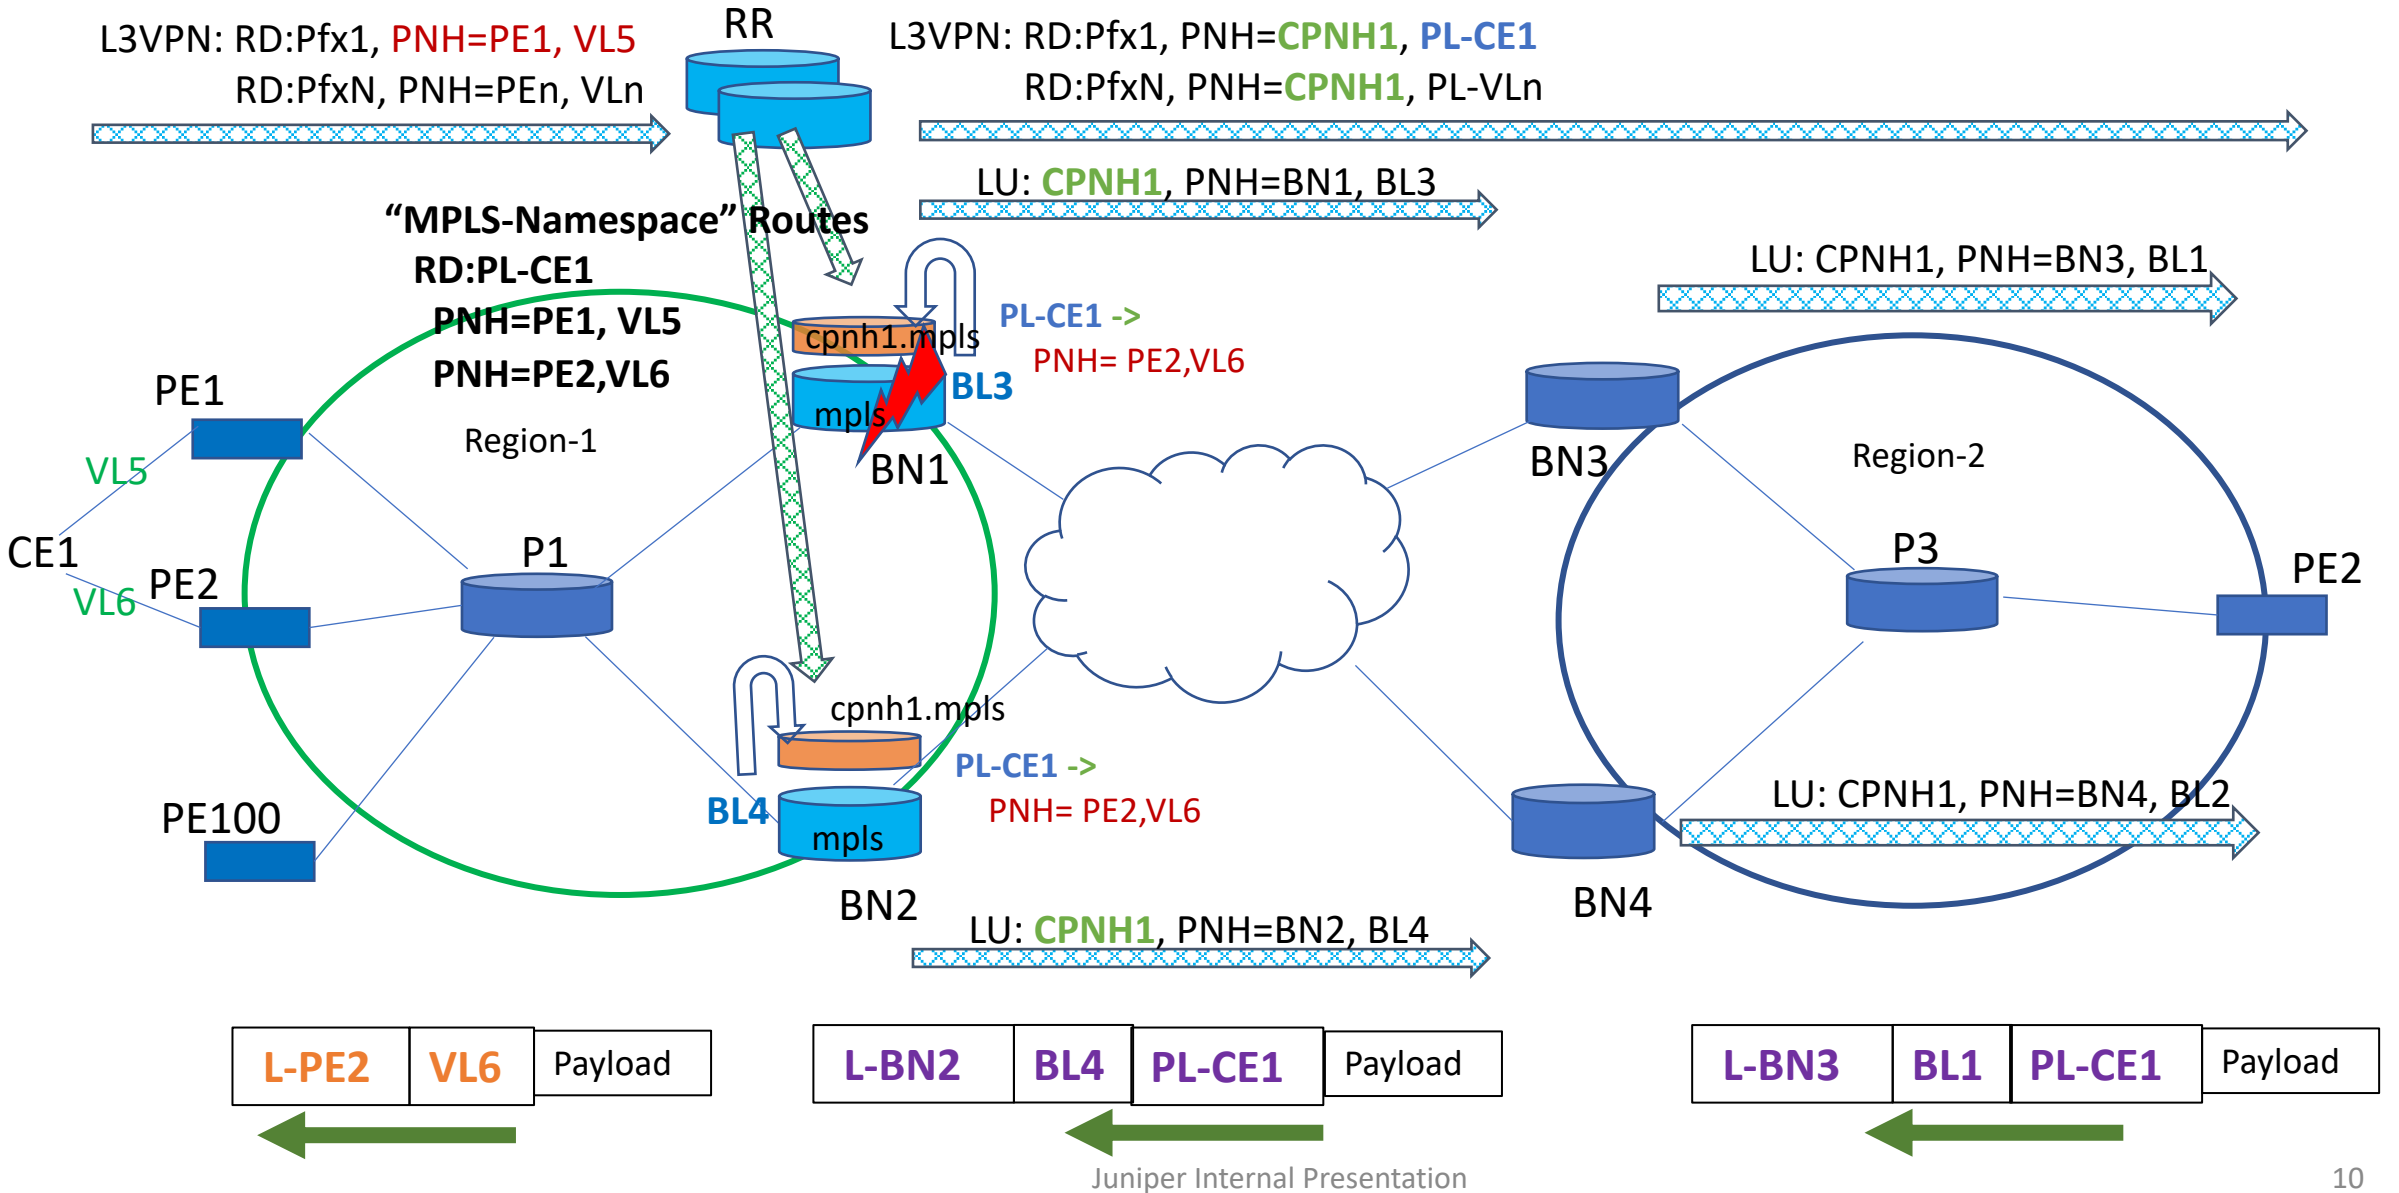 RR
L3VPN: RD:Pfx1, PNH=PE1, VL5
RD:PfxN, PNH=PEn, VLn
L3VPN: RD:Pfx1, PNH=CPNH1, PL-CE1
RD:PfxN, PNH=CPNH1, PL-VLn
LU: CPNH1, PNH=BN1, BL3
“MPLS-Namespace” Routes
RD:PL-CE1
PNH=PE1, VL5
PNH=PE2,VL6
LU: CPNH1, PNH=BN3, BL1
cpnh1.mpls
PL-CE1 ->
PNH= PE2,VL6
BL3
mpls
BN1
PE1
Region-1
VL5
CE1
PE2
VL6
P1
BN3
Region-2
P3
PE2
cpnh1.mpls
PL-CE1 ->
PNH= PE2,VL6
BL4
mpls
PE100
BN2
LU: CPNH1, PNH=BN4, BL2
BN4
LU: CPNH1, PNH=BN2, BL4
L-PE2 VL6 Payload
L-BN2 BL4 PL-CE1 Payload
L-BN3 BL1 PL-CE1 Payload
Juniper Internal Presentation
10